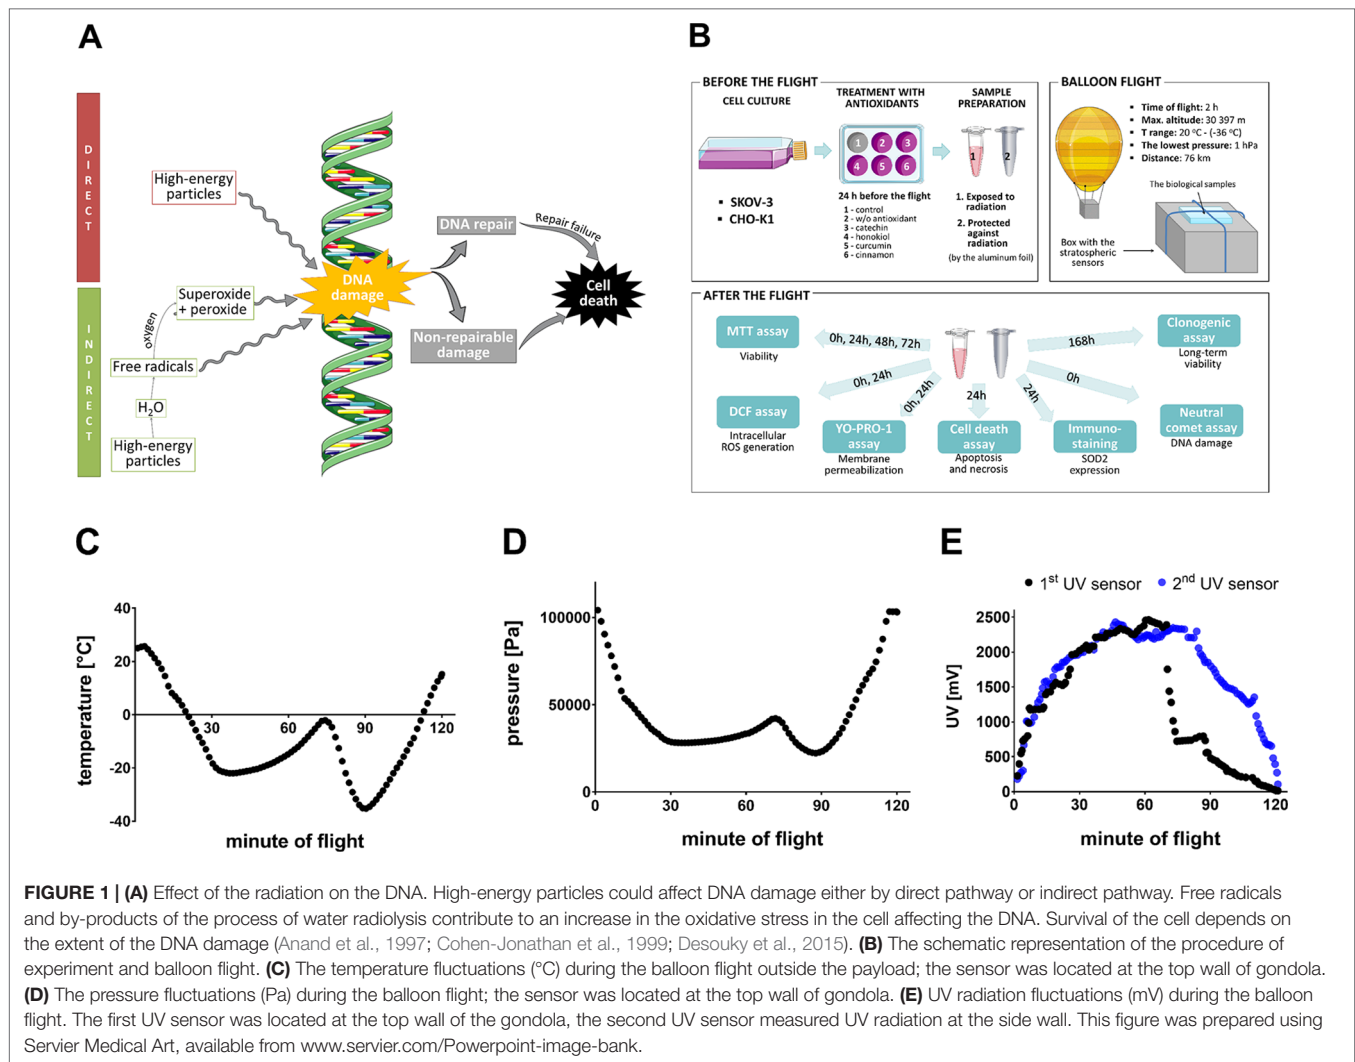 A
DIRECT
INDIRECT
High-energy
particles
Superoxide
+ peroxide
oxygen
Free radicals
H2O
High-energy
particles
DNA
damage
DNA repair
Repair failure
Non-repairable
damage
Cell
death
B
BEFORE THE FLIGHT
CELL CULTURE
SKOV-3
CHO-K1
TREATMENT WITH
ANTIOXIDANTS
1 2 3
4 5 6
24 h before the flight
1 - control
2 - w/o antioxidant
3 - catechin
4 - honokiol
5 - curcumin
6 - cinnamon
SAMPLE
PREPARATION
1 2
1. Exposed to
radiation
2. Protected
against
radiation
(by the aluminum foil)
BALLOON FLIGHT
Time of flight: 2 h
Max. altitude: 30 397 m
T range: 20 °C - (-36 °C)
The lowest pressure: 1 hPa
Distance: 76 km
The biological samples
Box with the
stratospheric
sensors
AFTER THE FLIGHT
MTT assay
Viability
0h, 24h, 48h, 72h
DCF assay
Intracellular
ROS generation
0h, 24h
YO-PRO-1
assay
Membrane
permeabilization
0h, 24h
Cell death
assay
Apoptosis
and necrosis
24h
Immuno-
staining
SOD2
expression
24h
Neutral
comet assay
DNA damage
0h
Clonogenic
assay
Long-term
viability
168h
C
temperature [°C]
40
20
0
-20
-40
30 60 90 120
minute of flight
D
pressure [Pa]
100000
50000
0
0 30 60 90 120
minute of flight
E
1st UV sensor 2nd UV sensor
UV [mV]
2500
2000
1500
1000
500
0
0 30 60 90 120
minute of flight
FIGURE 1 | (A) Effect of the radiation on the DNA. High-energy particles could affect DNA damage either by direct pathway or indirect pathway. Free radicals
and by-products of the process of water radiolysis contribute to an increase in the oxidative stress in the cell affecting the DNA. Survival of the cell depends on
the extent of the DNA damage (Anand et al., 1997; Cohen-Jonathan et al., 1999; Desouky et al., 2015). (B) The schematic representation of the procedure of
experiment and balloon flight. (C) The temperature fluctuations (°C) during the balloon flight outside the payload; the sensor was located at the top wall of gondola.
(D) The pressure fluctuations (Pa) during the balloon flight; the sensor was located at the top wall of gondola. (E) UV radiation fluctuations (mV) during the balloon
flight. The first UV sensor was located at the top wall of the gondola, the second UV sensor measured UV radiation at the side wall. This figure was prepared using
Servier Medical Art, available from www.servier.com/Powerpoint-image-bank.